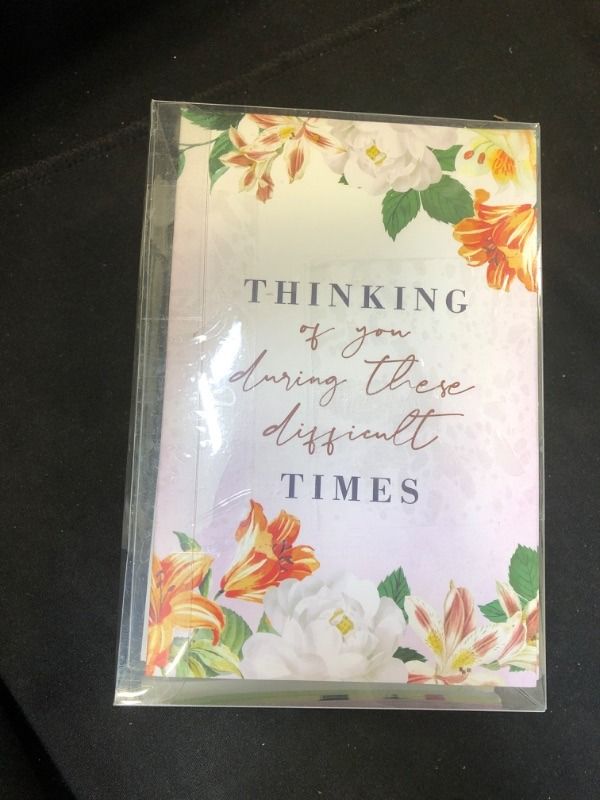 THINKING
of you
during these
difficult
TIMES